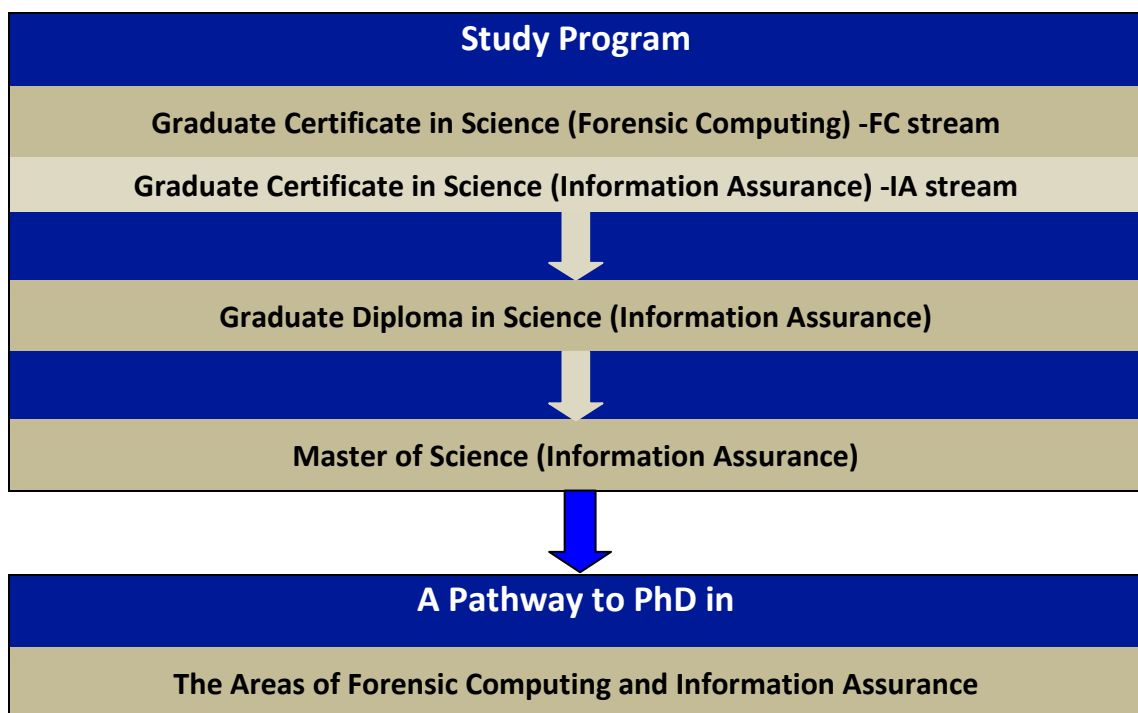 Study Program
Graduate Certificate in Science (Forensic Computing) -FC stream
Graduate Certificate in Science (Information Assurance) -IA stream
Graduate Diploma in Science (Information Assurance)
Master of Science (Information Assurance)
A Pathway to PhD in
The Areas of Forensic Computing and Information Assurance